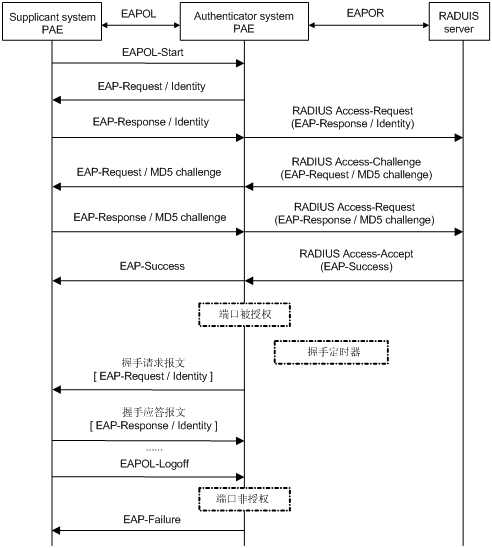 Supplicant system
PAE
EAPOL
Authenticator system
PAE
EAPOR
RADUIS
server
EAPOL-Start
EAP-Request / Identity
EAP-Response / Identity
RADIUS Access-Request
(EAP-Response / Identity)
EAP-Request / MD5 challenge
RADIUS Access-Challenge
(EAP-Request / MD5 challenge)
EAP-Response / MD5 challenge
RADIUS Access-Request
(EAP-Response / MD5 challenge)
EAP-Success
RADIUS Access-Accept
(EAP-Success)
端口被授权
握手定时器
握手请求报文
[ EAP-Request / Identity ]
握手应答报文
[ EAP-Response / Identity ]
......
EAPOL-Logoff
端口非授权
EAP-Failure